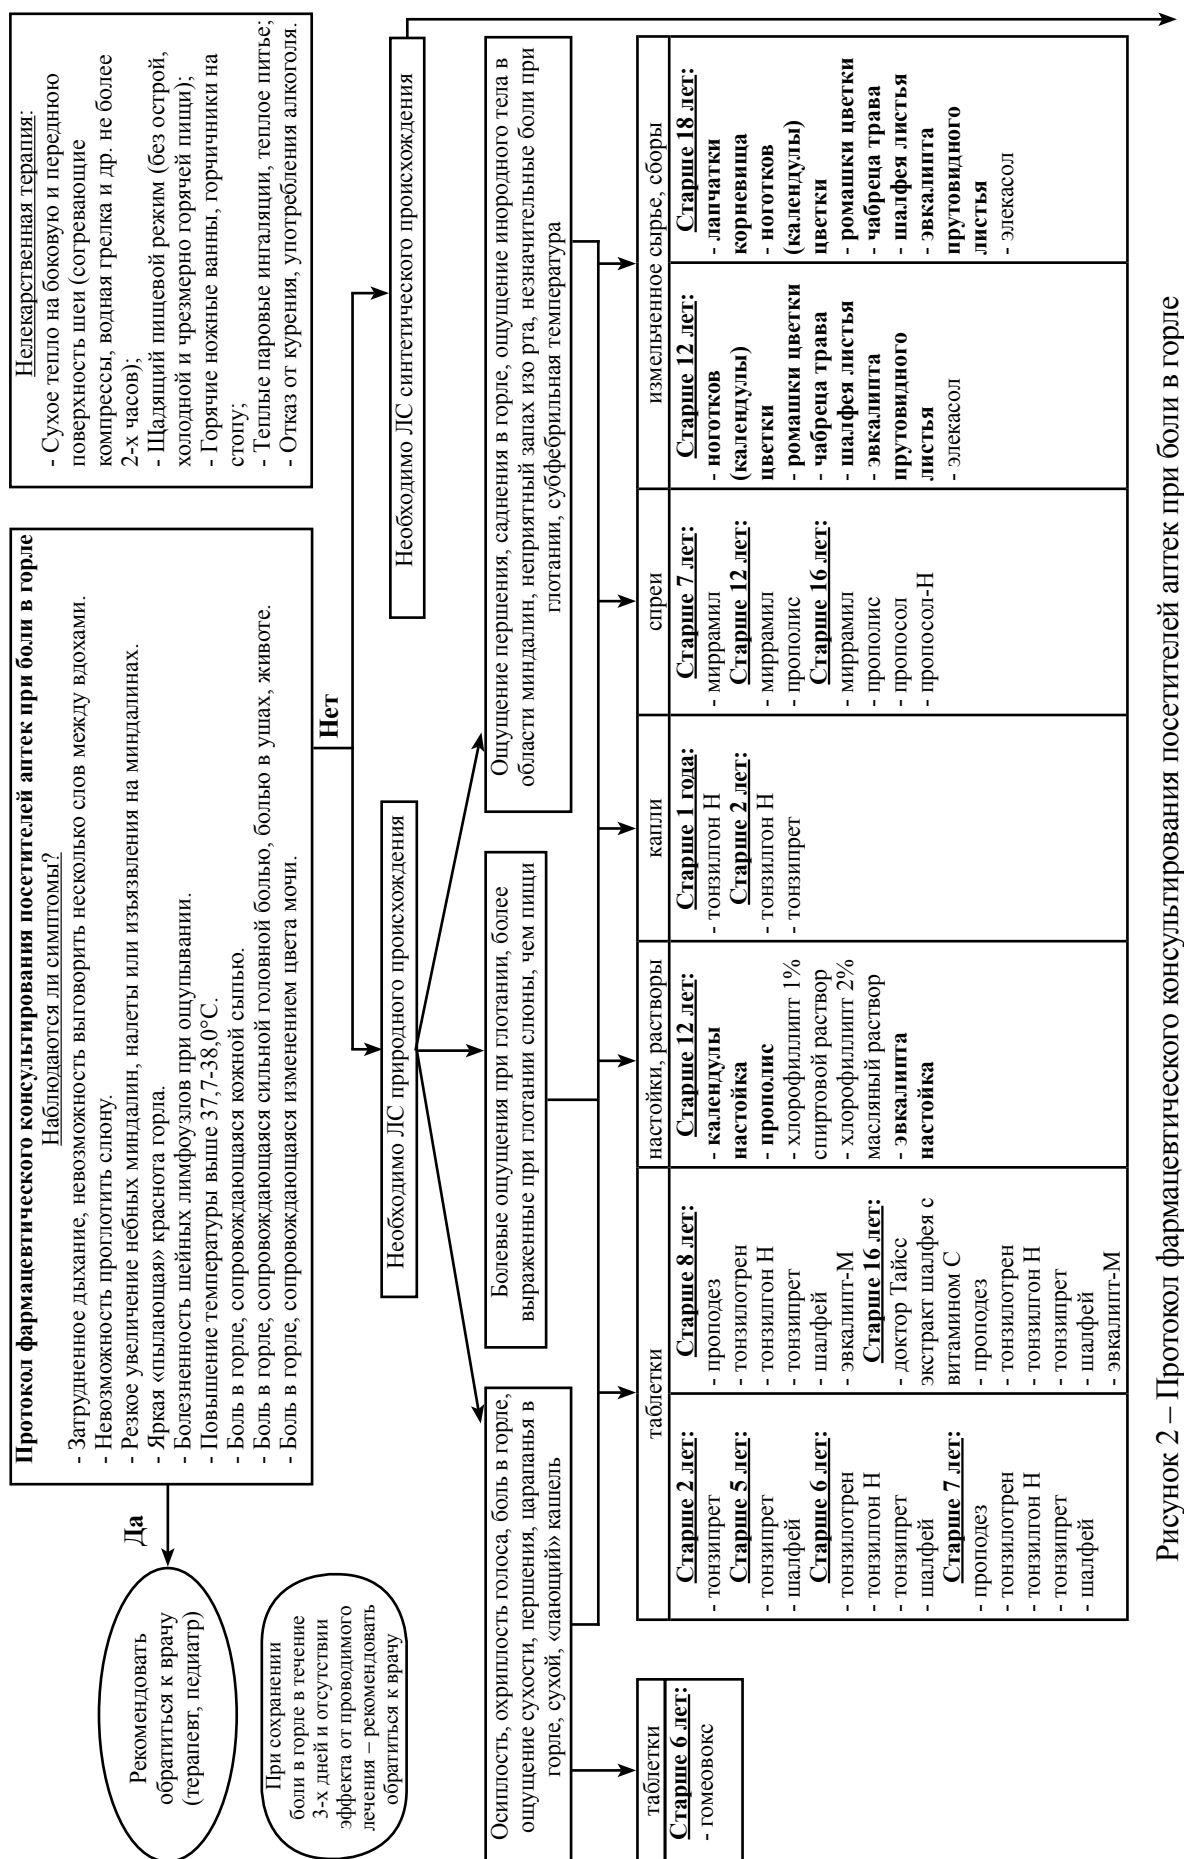 Протокол фармацевтического консультирования посетителей аптек при боли в горле
Наблюдаются ли симптомы?
- Затрудненное дыхание, невозможность выговорить несколько слов между вдохами.
- Невозможность проглотить слюну.
- Резкое увеличение небных миндалин, налеты или изъязвления на миндалинах.
- Яркая «пылающая» краснота горла.
- Болезненность шейных лимфоузлов при ощупывании.
- Повышение температуры выше 37,7-38,0°С.
- Боль в горле, сопровождающаяся кожной сыпью.
- Боль в горле, сопровождающаяся сильной головной болью, болью в ушах, животе.
- Боль в горле, сопровождающаяся изменением цвета мочи.
Нелекарственная терапия:
- Сухое тепло на боковую и переднюю
поверхность шеи (согревающие
компрессы, водная грелка и др. не более
2-х часов);
- Щадящий пищевой режим (без острой,
холодной и чрезмерно горячей пищи);
- Горячие ножные ванны, горчичники на
стопу;
- Теплые паровые ингаляции, теплое питье;
- Отказ от курения, употребления алкоголя.
Да
Рекомендовать
обратиться к врачу
(терапевт, педиатр)
При сохранении
боли в горле в течение
3-х дней и отсутствии
эффекта от проводимого
лечения – рекомендовать
обратиться к врачу
Нет
Необходимо ЛС природного происхождения
Необходимо ЛС синтетического происхождения
Осиплость, охриплость голоса, боль в горле,
ощущение сухости, першения, царапанья в
горле, сухой, «лающий» кашель
Болевые ощущения при глотании, более
выраженные при глотании слюны, чем пищи
Ощущение першения, саднения в горле, ощущение инородного тела в
области миндалин, неприятный запах изо рта, незначительные боли при
глотании, субфебрильная температура
таблетки
Старше 6 лет:
- гомеовокс
таблетки
Старше 2 лет:
- тонзипрет
Старше 5 лет:
- тонзипрет
- шалфей
Старше 6 лет:
- тонзилотрен
- тонзилгон Н
- тонзипрет
- шалфей
Старше 7 лет:
- проподез
- тонзилотрен
- тонзилгон Н
- тонзипрет
- шалфей
Старше 8 лет:
- проподез
- тонзилотрен
- тонзилгон Н
- тонзипрет
- шалфей
- эвкалипт-М
Старше 16 лет:
- доктор Тайсс
экстракт шалфея с
витамином С
- проподез
- тонзилотрен
- тонзилгон Н
- тонзипрет
- шалфей
- эвкалипт-М
настойки, растворы
Старше 12 лет:
- календулы
настойка
- прополис
- хлорофиллипт 1%
спиртовой раствор
- хлорофиллипт 2%
масляный раствор
- эвкалипта
настойка
капли
Старше 1 года:
- тонзилгон Н
Старше 2 лет:
- тонзилгон Н
- тонзипрет
спреи
Старше 7 лет:
- миррамил
Старше 12 лет:
- миррамил
- прополис
Старше 16 лет:
- миррамил
- прополис
- пропосол
- пропосол-Н
измельченное сырье, сборы
Старше 12 лет:
- ноготков
(календулы)
цветки
- ромашки цветки
- чабреца трава
- шалфея листья
- эвкалипта
прутовидного
листья
- элекасол
Старше 18 лет:
- лапчатки
корневища
- ноготков
(календулы)
цветки
- ромашки цветки
- чабреца трава
- шалфея листья
- эвкалипта
прутовидного
листья
- элекасол
Рисунок 2 – Протокол фармацевтического консультирования посетителей аптек при боли в горле